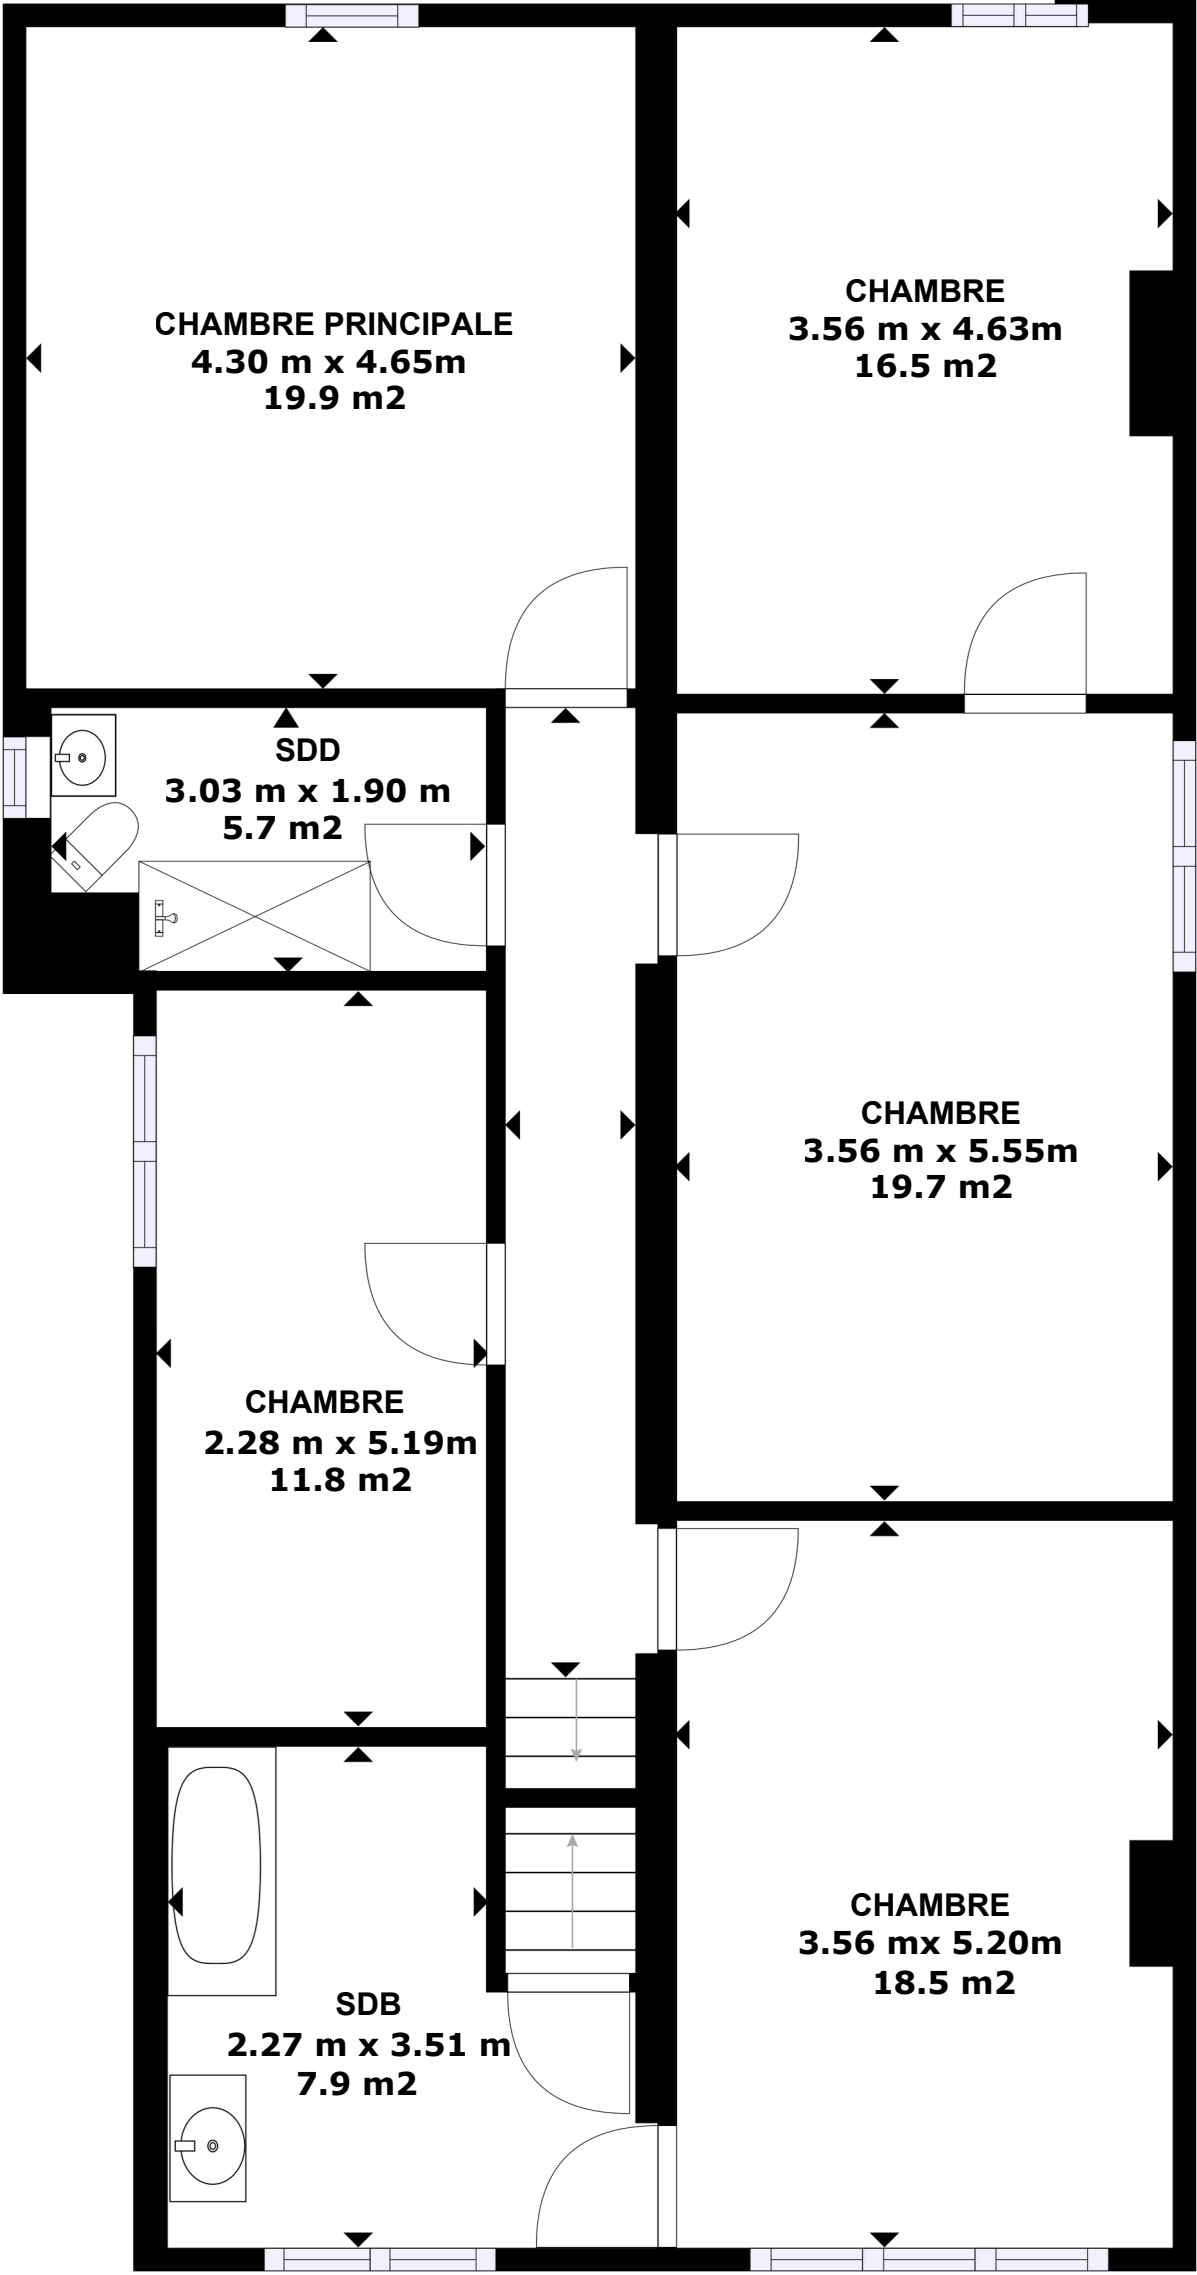 CHAMBRE PRINCIPALE
4.30 m x 4.65m
19.9 m2
CHAMBRE
3.56 m x 4.63m
16.5 m2
SDD
3.03 m x 1.90 m
5.7 m2
CHAMBRE
3.56 m x 5.55m
19.7 m2
CHAMBRE
2.28 m x 5.19m
11.8 m2
CHAMBRE
3.56 mx 5.20m
18.5 m2
SDB
2.27 m x 3.51 m
7.9 m2